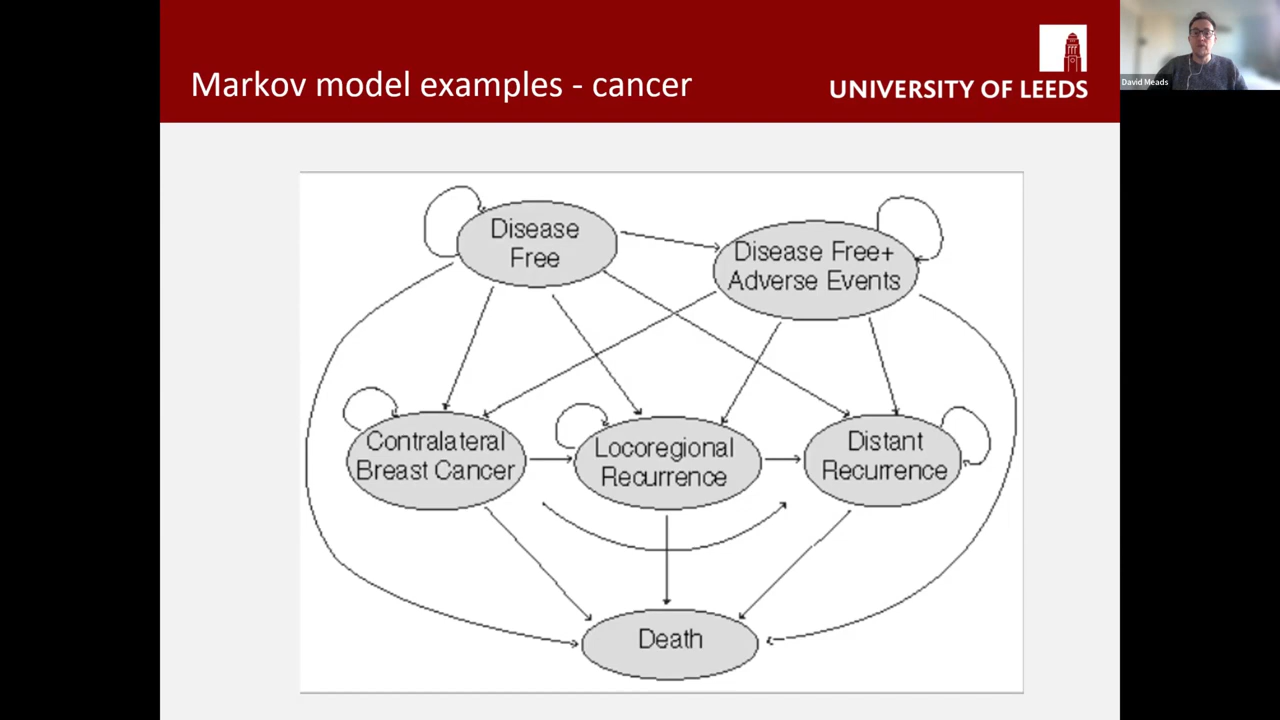 Markov model examples - cancer
UNIVERSITY OF LEEDS
David Meads
Disease
Free
Disease Free+
Adverse Events
Contralateral
Breast Cancer
Locoregional
Recurrence
Distant
Recurrence
Death